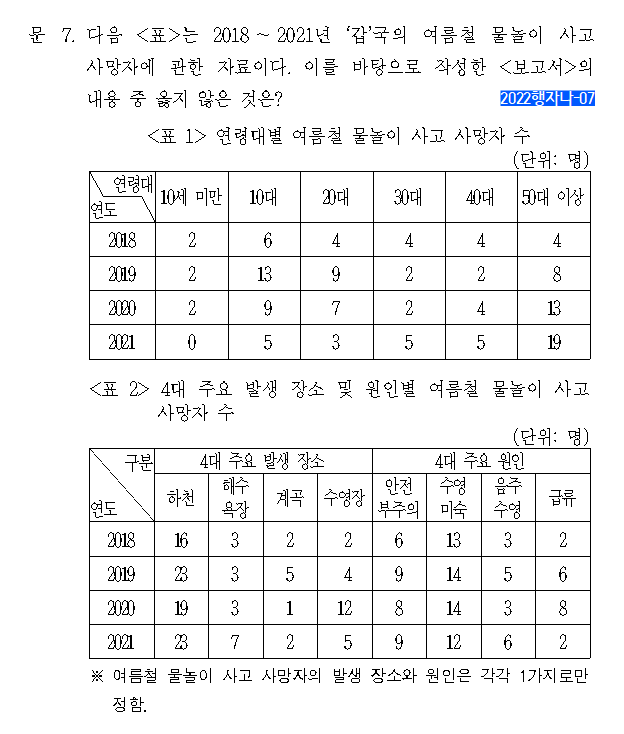 문 7. 다음 <표>는 2018~2021년 ‘갑’국의 여름철 물놀이 사고
사망자에 관한 자료이다. 이를 바탕으로 작성한 <보고서>의
내용 중 옳지 않은 것은?
2022행자나-07
<표 1> 연령대별 여름철 물놀이 사고 사망자 수
(단위: 명)
연령대
연도
10세 미만 10대 20대 30대 40대 50대 이상
2018 2 6 4 4 4 4
2019 2 13 9 2 2 8
2020 2 9 7 2 4 13
2021 0 5 3 5 5 19
<표 2> 4대 주요 발생 장소 및 원인별 여름철 물놀이 사고
사망자 수
(단위: 명)
구분
연도
4대 주요 발생 장소 4대 주요 원인
하천 해수욕장 계곡 수영장 안전부주의 수영미숙 음주수영 급류
2018 16 3 2 2 6 13 3 2
2019 23 3 5 4 9 14 5 6
2020 19 3 1 12 8 14 3 8
2021 23 7 2 5 9 12 6 2
※ 여름철 물놀이 사고 사망자의 발생 장소와 원인은 각각 1가지로만
정함.